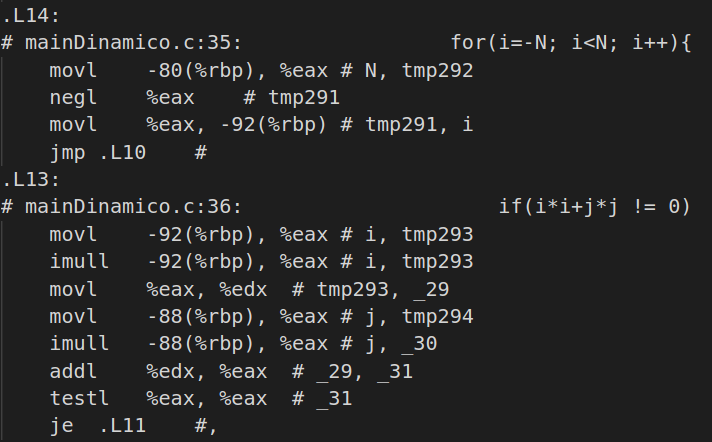 .L14:
# mainDinamico.c:35:                 for(i=-N; i<N; i++){
    movl    -80(%rbp), %eax # N, tmp292
    negl    %eax    # tmp291
    movl    %eax, -92(%rbp) # tmp291, i
    jmp .L10    #
.L13:
# mainDinamico.c:36:                     if(i*i+j*j != 0)
    movl    -92(%rbp), %eax # i, tmp293
    imull   -92(%rbp), %eax # i, tmp293
    movl    %eax, %edx  # tmp293, _29
    movl    -88(%rbp), %eax # j, tmp294
    imull   -88(%rbp), %eax # j, _30
    addl    %edx, %eax  # _29, _31
    testl   %eax, %eax  # _31
    je  .L11    #,